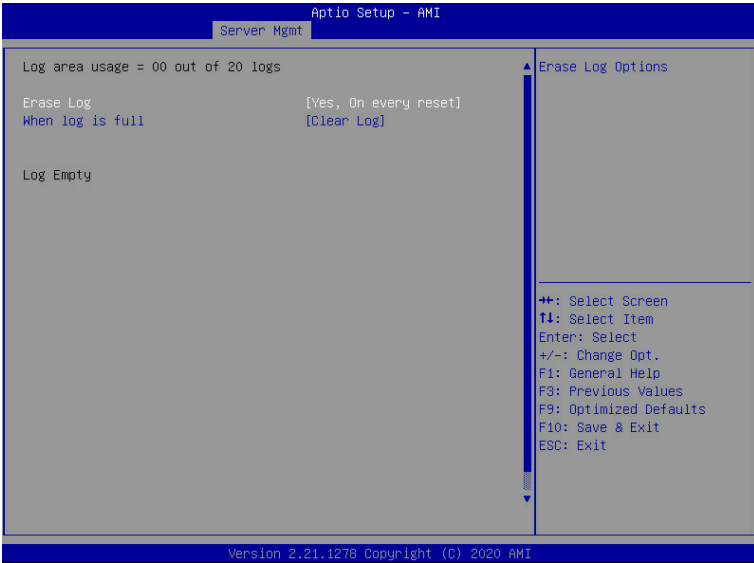 Aptio Setup – AMI
Server Mgmt
Log area usage = 00 out of 20 logs
Erase Log [Yes, On every reset]
When log is full [Clear Log]
Log Empty
Erase Log Options
→←: Select Screen
↑↓: Select Item
Enter: Select
+/-: Change Opt.
F1: General Help
F3: Previous Values
F9: Optimized Defaults
F10: Save & Exit
ESC: Exit
Version 2.21.1278 Copyright (C) 2020 AMI